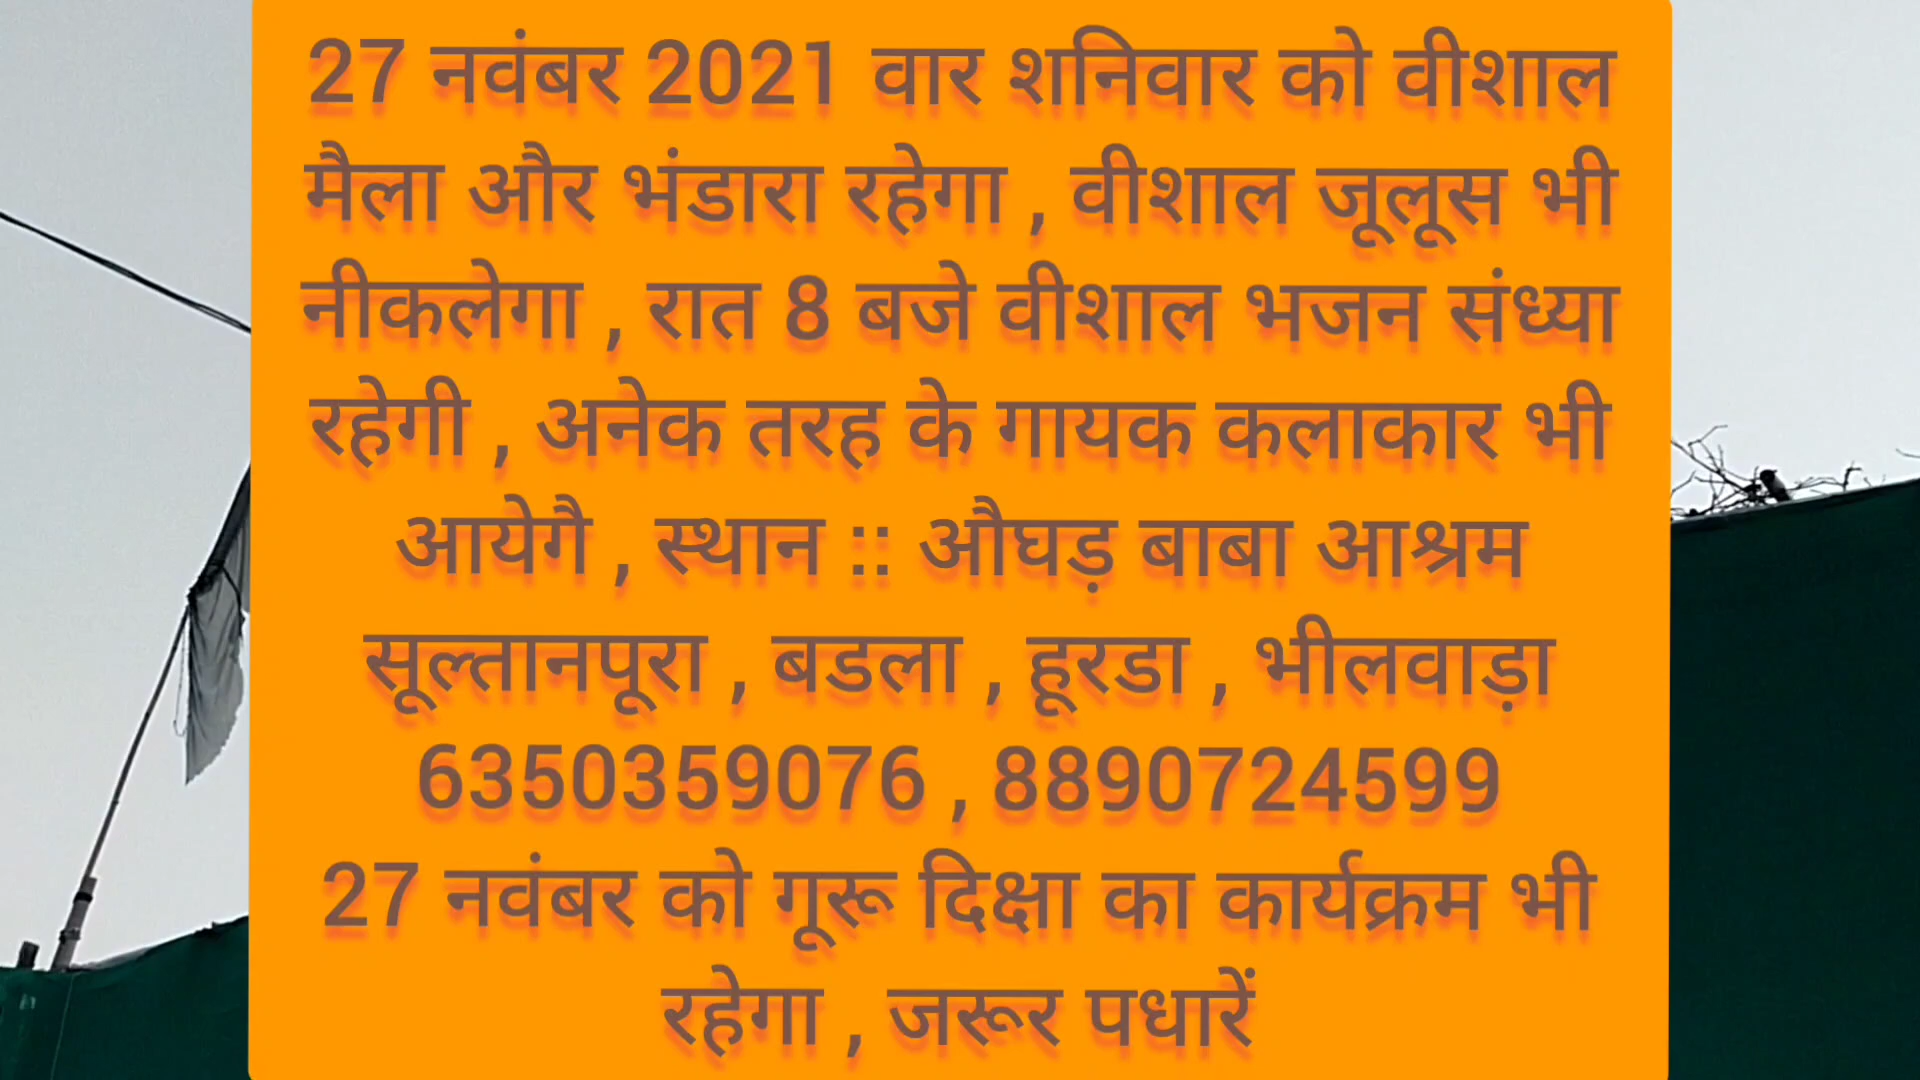 27 नवंबर 2021 वार शनिवार को वीशाल
मैला और भंडारा रहेगा , वीशाल जूलूस भी
नीकलेगा , रात 8 बजे वीशाल भजन संध्या
रहेगी , अनेक तरह के गायक कलाकार भी
आयेगै , स्थान :: औघड़ बाबा आश्रम
सूल्तानपूरा , बडला , हूरडा , भीलवाड़ा
6350359076 , 8890724599
27 नवंबर को गूरू दिक्षा का कार्यक्रम भी
रहेगा , जरूर पधारें